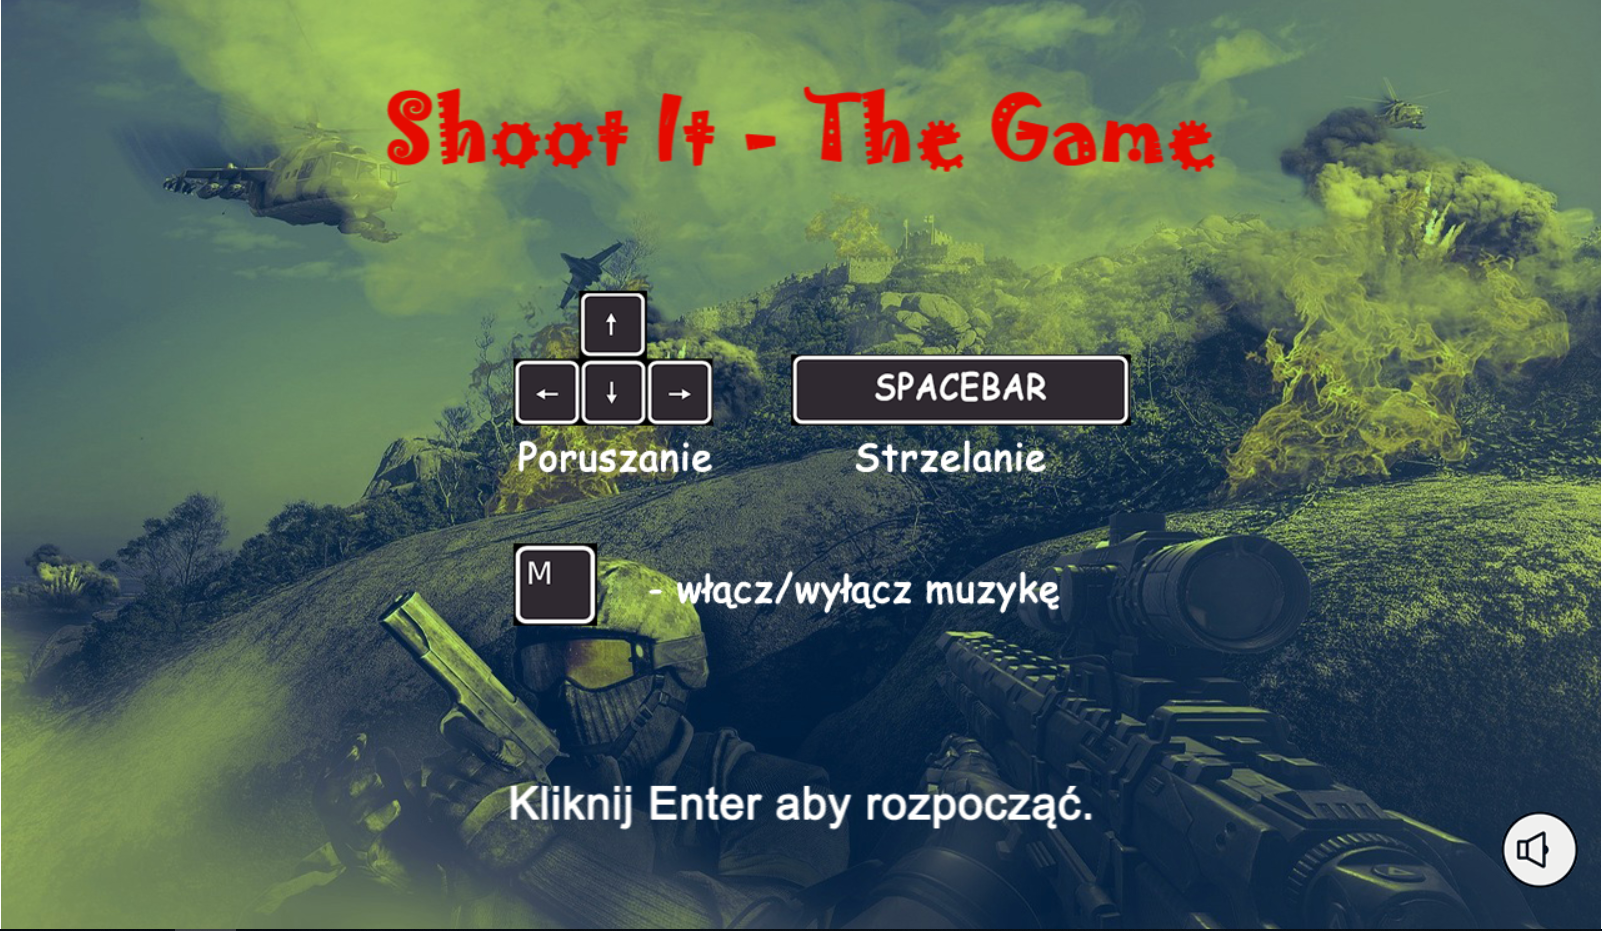 Shoot It - The Game
↑
← ↓ →
SPACEBAR
Poruszanie
Strzelanie
M
- włącz/wyłącz muzykę
Kliknij Enter aby rozpocząć.